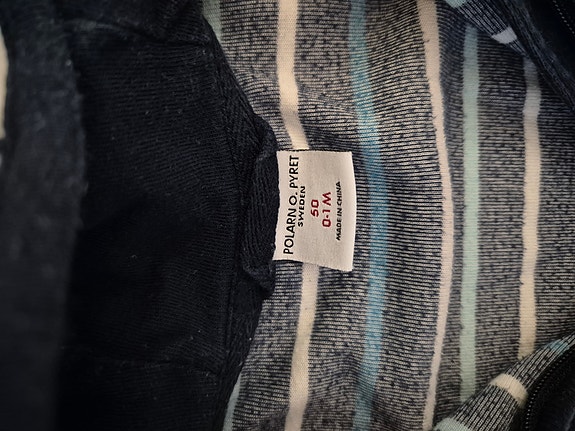 POLARN O. PYRET
SWEDEN
50
0-1 M
MADE IN CHINA